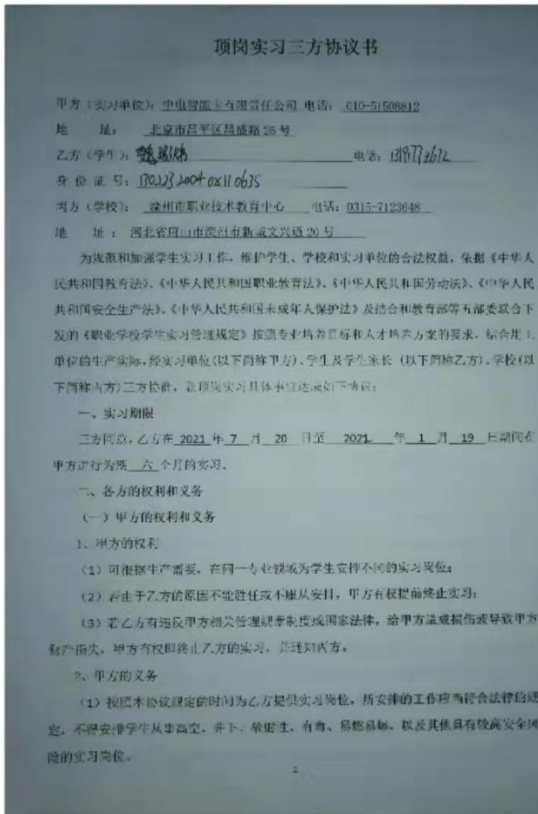 顶岗实习三方协议书
甲方（实习单位）：中电智能卡有限责任公司 电话： 010-51508812
地 址： 北京市昌平区昌盛路26号
乙方（学生）： 电话：
身 份 证 号：130223200408110635
丙方（学校）： 滦州市职业技术教育中心 电话：0315-7123648
地 址 ：河北省唐山市滦州市新城文兴道20号
为规范和加强学生实习工作，维护学生、学校和实习单位的合法权益，依据《中华人
民共和国教育法》、《中华人民共和国职业教育法》、《中华人民共和国劳动法》、《中华人民
共和国安全生产法》、《中华人民共和国未成年人保护法》及结合和教育部等五部委联合下
发的《职业学校学生实习管理规定》按照专业培养目标和人才培养方案的要求，结合用工
单位的生产实际，经实习单位（以下简称甲方）、学生及学生家长（以下简称乙方）、学校（以
下简称丙方）三方协商，就顶岗实习具体事宜达成如下协议：
一、实习期限
三方同意，乙方在 2021 年 7 月 20 日至 2021 年 1 月 19 日期间在
甲方进行为期 六 个月的实习。
二、各方的权利和义务
（一）甲方的权利和义务
1、甲方的权利
（1）可根据生产需要，在同一专业领域为学生安排不同的实习岗位；
（2）若由于乙方的原因不能胜任或不服从安排，甲方有权提前终止实习；
（3）若乙方有违反甲方相关管理规章制度或国家法律，给甲方造成损伤或导致甲方
财产损失，甲方有权即终止乙方的实习，并通知丙方。
2、甲方的义务
（1）按照本协议规定的时间为乙方提供实习岗位，所安排的工作应当符合法律的规
定，不得安排学生从事高空、井下、放射性、有毒、易燃易爆、以及其他具有较高安全风
险的实习岗位。
2